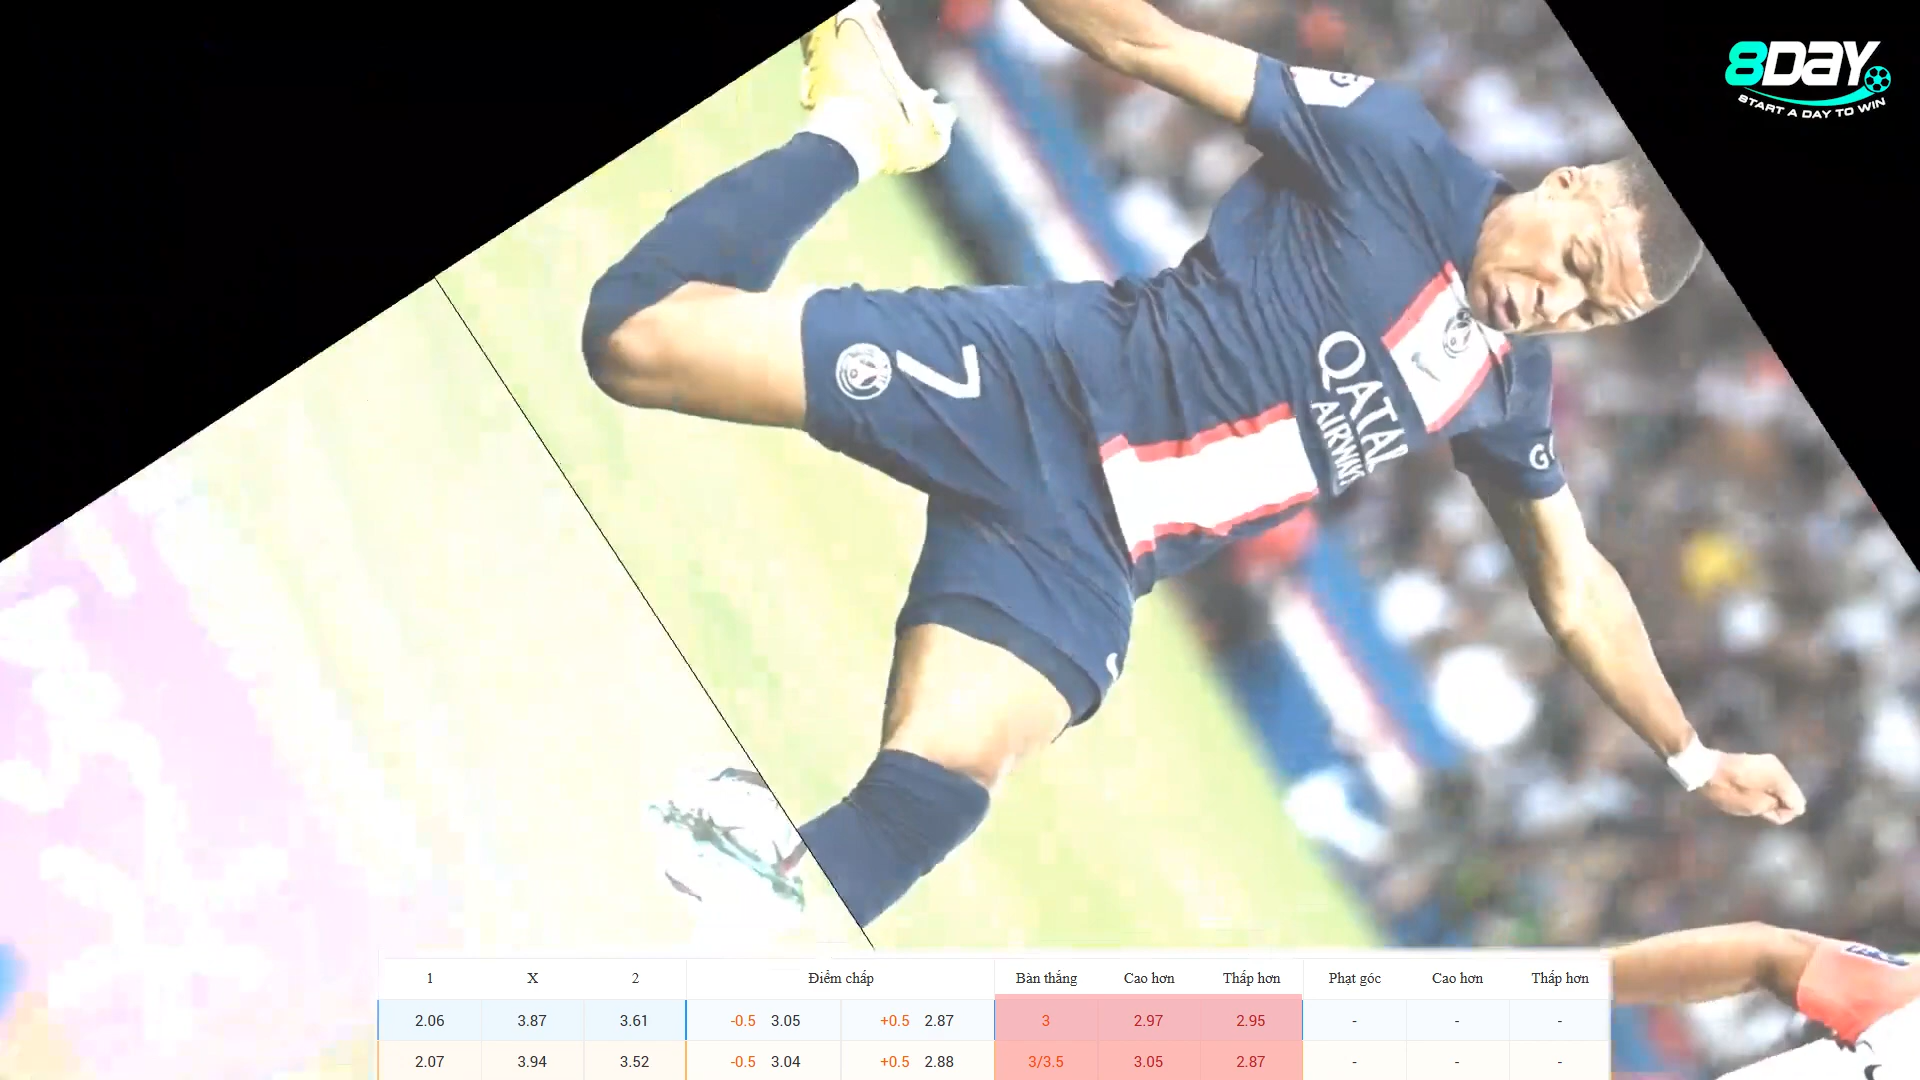 8DAY
START A DAY TO WIN
7
QATAR
AIRWAYS
1 X 2 Điểm chấp Bàn thắng Cao hơn Thấp hơn Phạt góc Cao hơn Thấp hơn
2.06 3.87 3.61 -0.5 3.05 +0.5 2.87 3 2.97 2.95 - - -
2.07 3.94 3.52 -0.5 3.04 +0.5 2.88 3/3.5 3.05 2.87 - - -